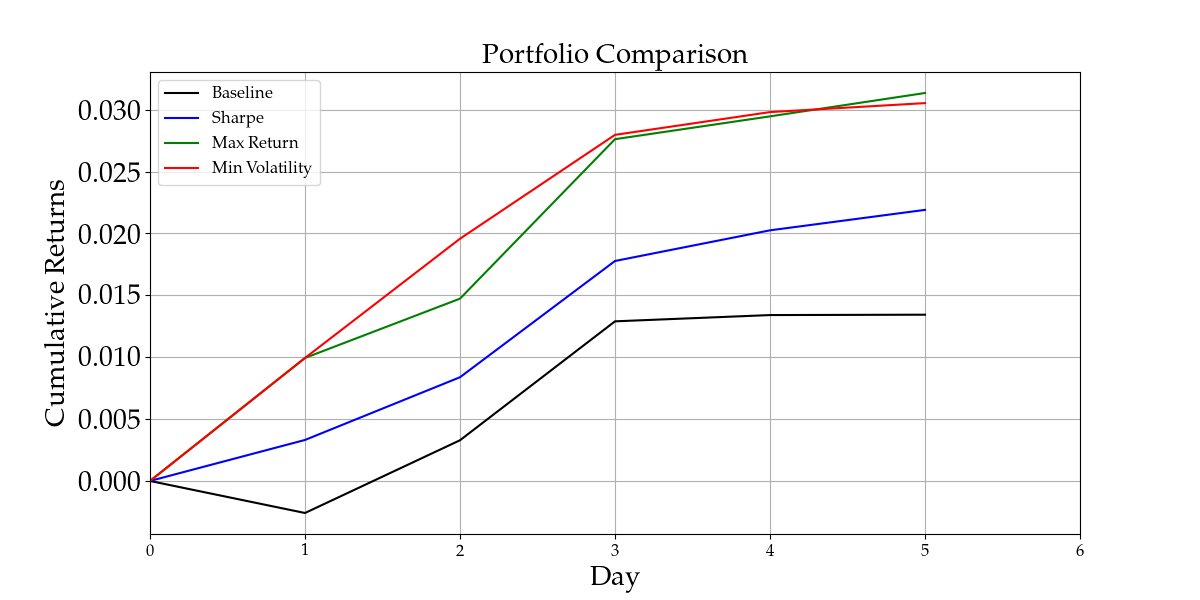 Portfolio Comparison
Baseline
Sharpe
Max Return
Min Volatility
Cumulative Returns
0.030
0.025
0.020
0.015
0.010
0.005
0.000
0 1 2 3 4 5 6
Day